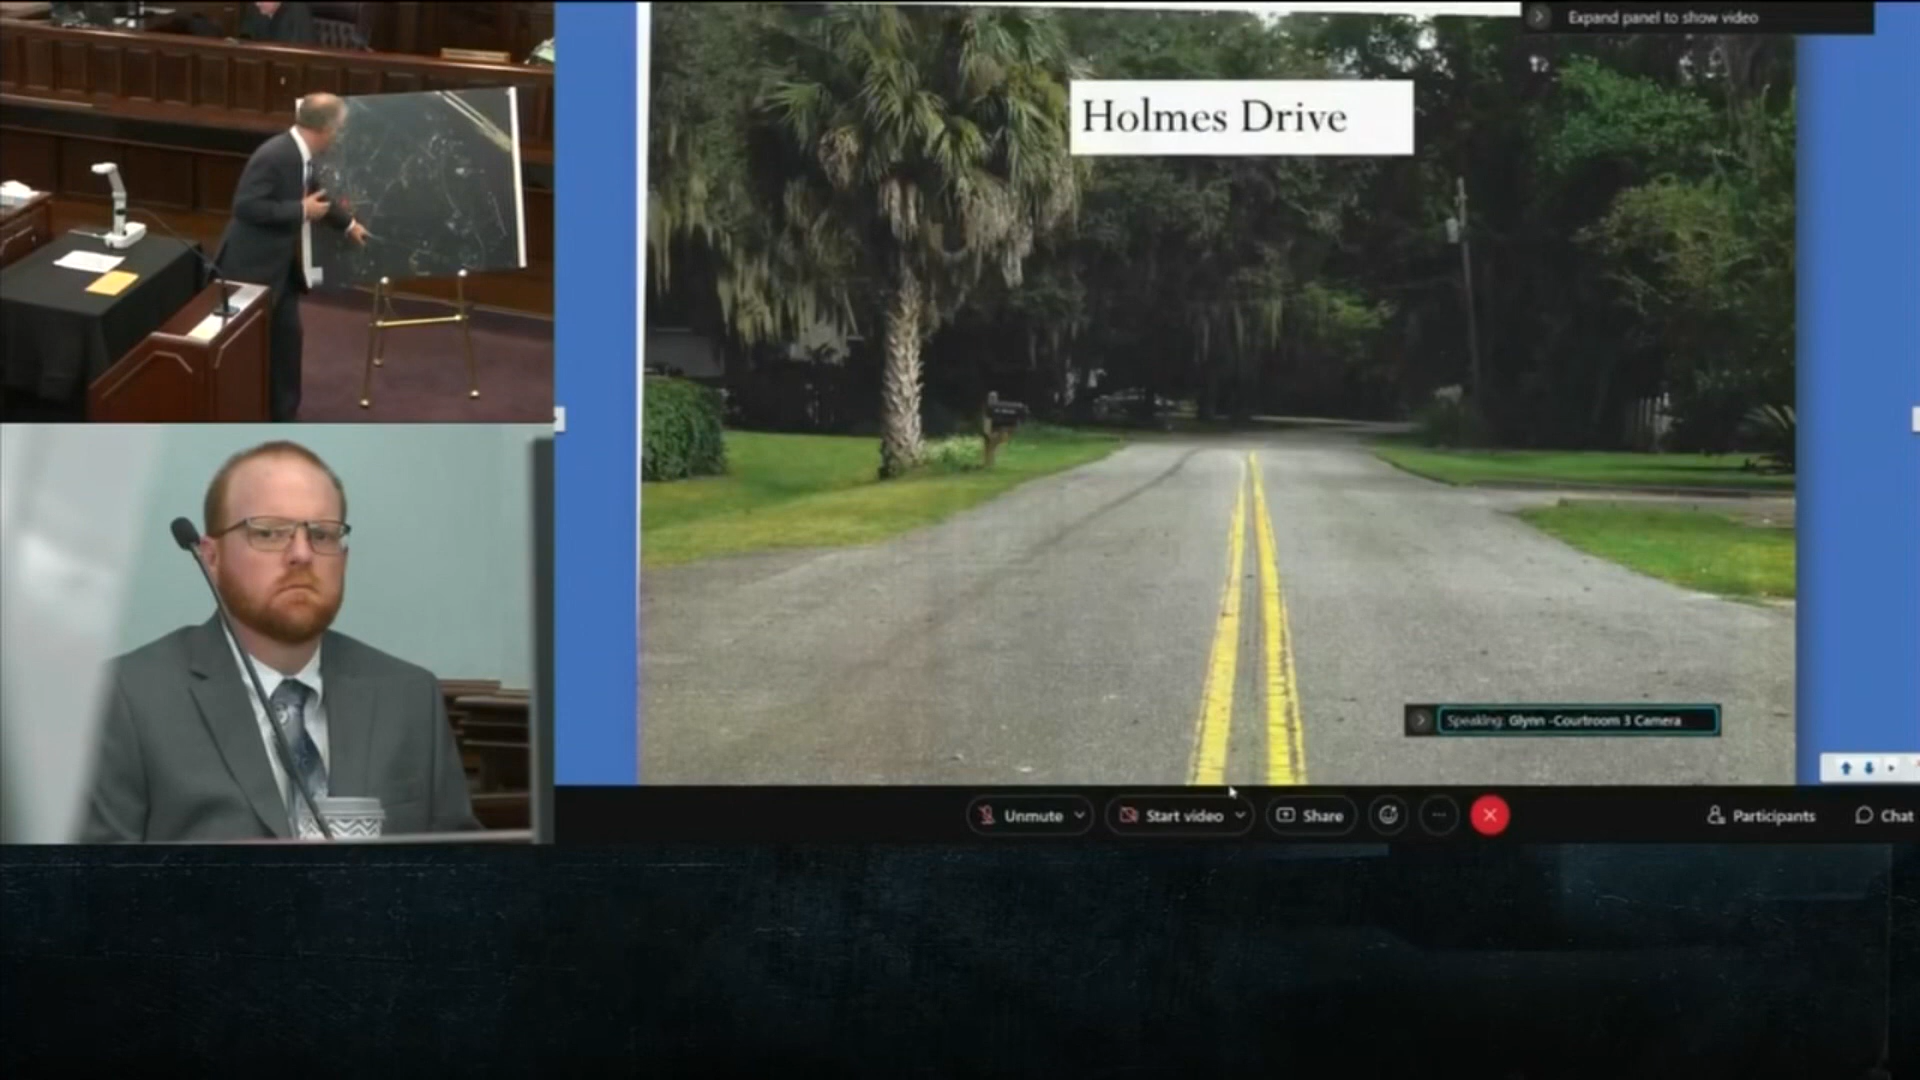 Expand panel to show video
Holmes Drive
Speaking: Glynn -Courtroom 3 Camera
Unmute
Start video
Share
Participants
Chat